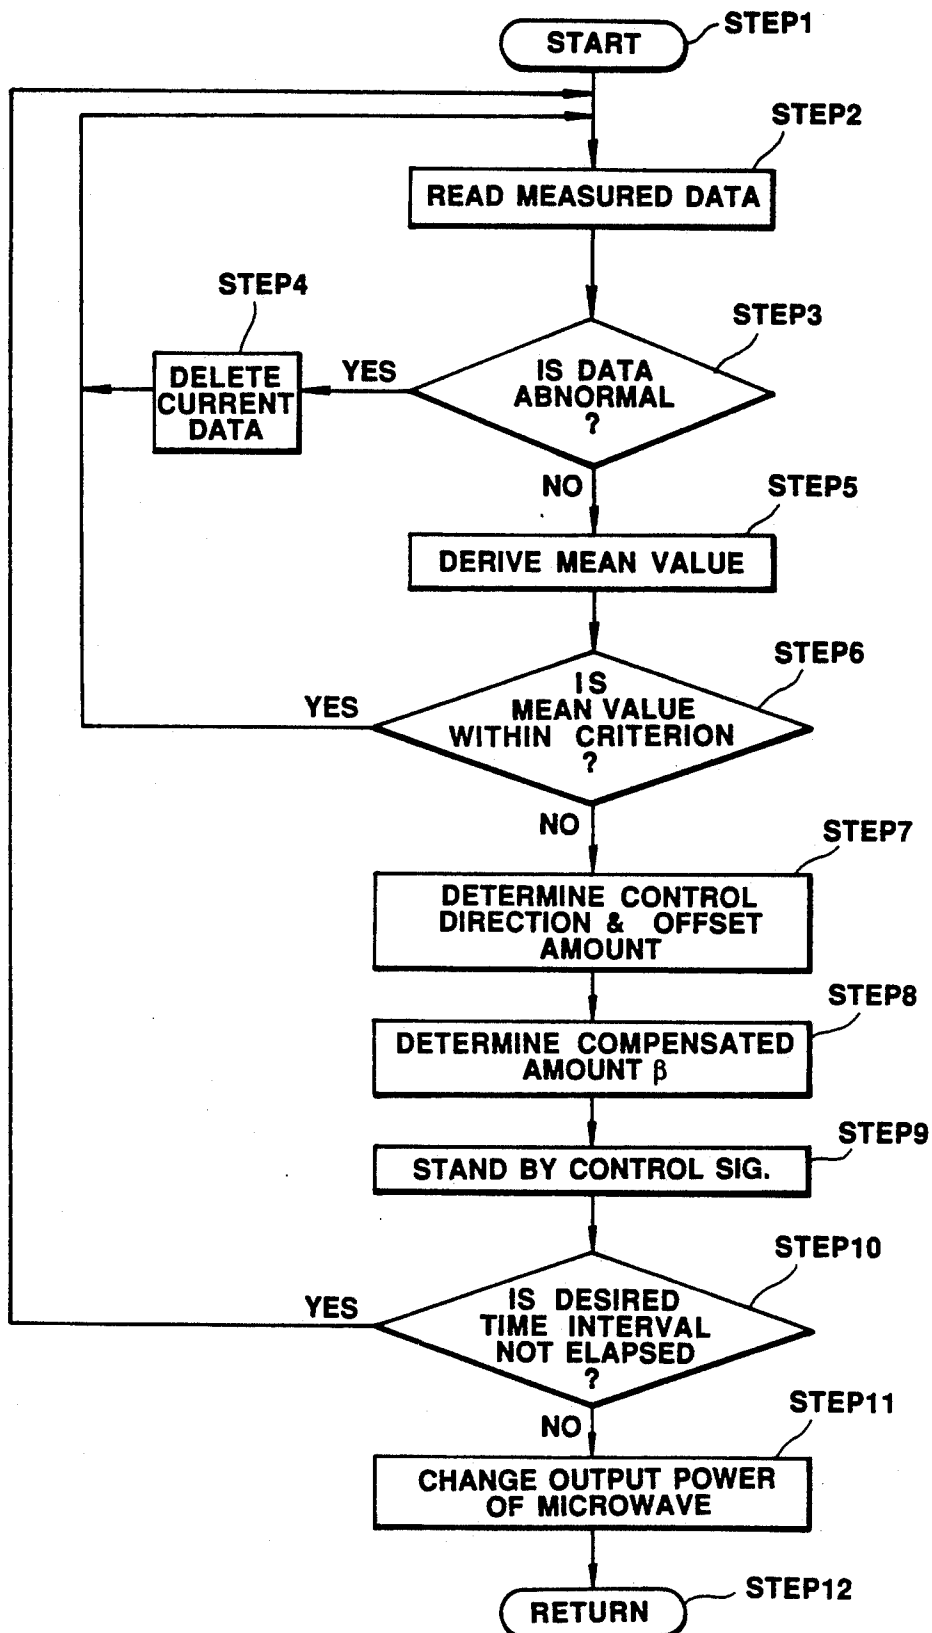 STEP1
START
STEP2
READ MEASURED DATA
STEP4
STEP3
DELETE
CURRENT
DATA
YES
IS DATA
ABNORMAL
?
NO
STEP5
DERIVE MEAN VALUE
STEP6
YES
IS
MEAN VALUE
WITHIN CRITERION
?
NO
STEP7
DETERMINE CONTROL
DIRECTION & OFFSET
AMOUNT
STEP8
DETERMINE COMPENSATED
AMOUNT β
STEP9
STAND BY CONTROL SIG.
STEP10
YES
IS DESIRED
TIME INTERVAL
NOT ELAPSED
?
NO
STEP11
CHANGE OUTPUT POWER
OF MICROWAVE
STEP12
RETURN